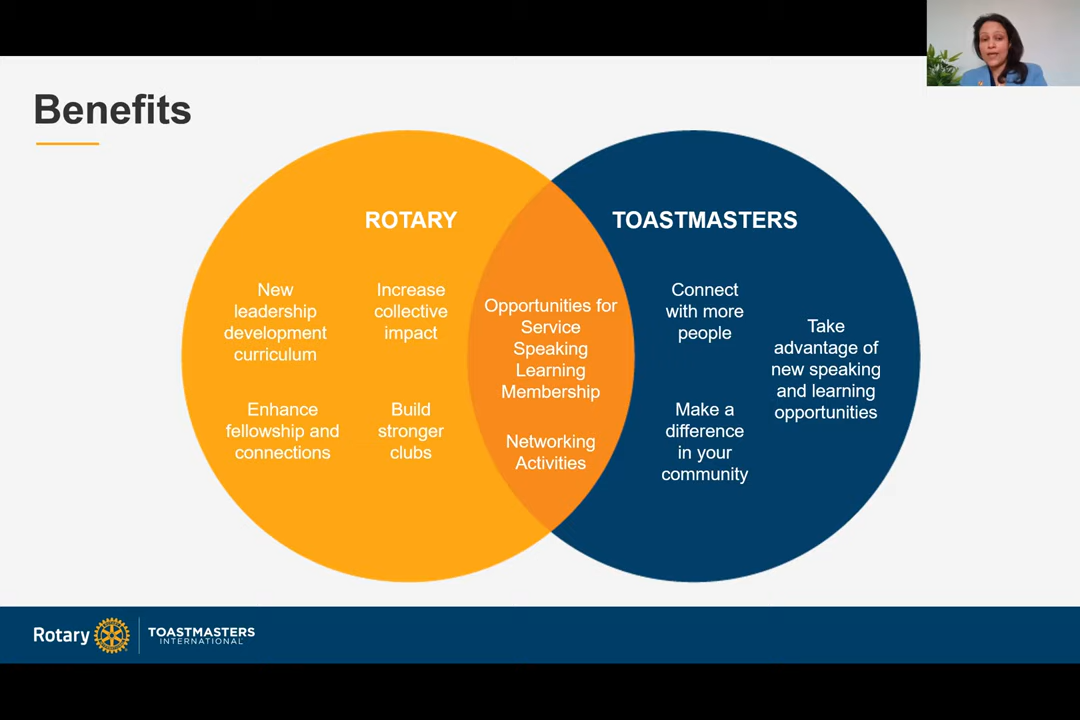 Benefits
ROTARY
New
leadership
development
curriculum
Increase
collective
impact
Enhance
fellowship and
connections
Build
stronger
clubs
Opportunities for
Service
Speaking
Learning
Membership
Networking
Activities
TOASTMASTERS
Connect
with more
people
Make a
difference
in your
community
Take
advantage of
new speaking
and learning
opportunities
Rotary
TOASTMASTERS
INTERNATIONAL